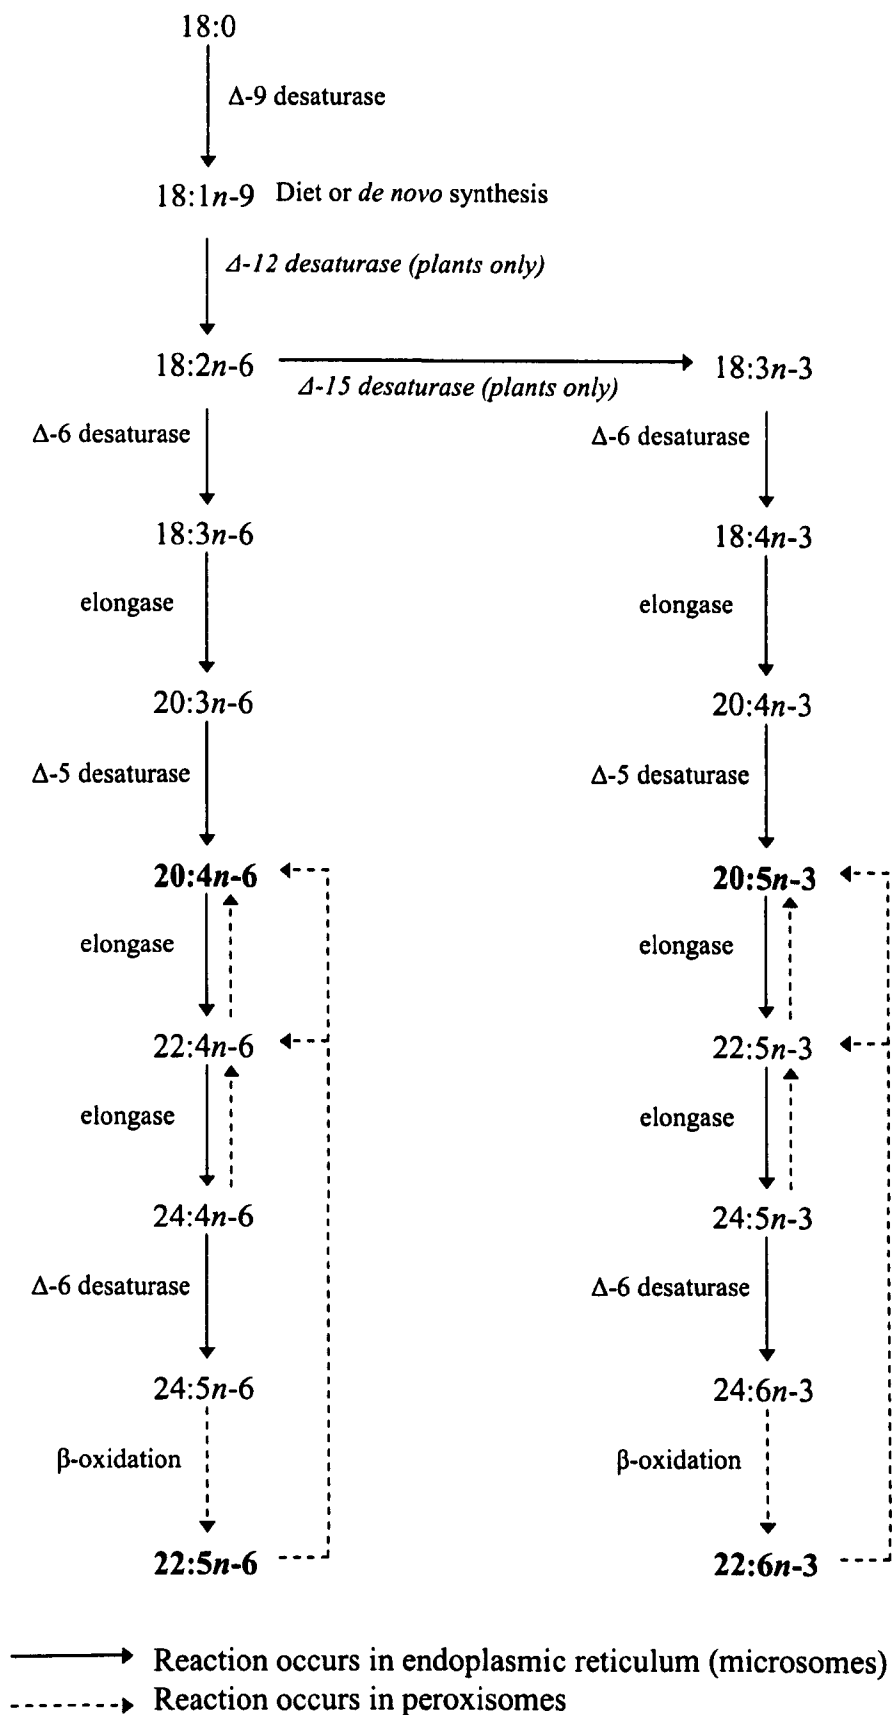 18:0
Δ-9 desaturase
18:1n-9 Diet or de novo synthesis
Δ-12 desaturase (plants only)
18:2n-6 18:3n-3
Δ-15 desaturase (plants only)
Δ-6 desaturase Δ-6 desaturase
18:3n-6 18:4n-3
elongase elongase
20:3n-6 20:4n-3
Δ-5 desaturase Δ-5 desaturase
20:4n-6 20:5n-3
elongase elongase
22:4n-6 22:5n-3
elongase elongase
24:4n-6 24:5n-3
Δ-6 desaturase Δ-6 desaturase
24:5n-6 24:6n-3
β-oxidation β-oxidation
22:5n-6 22:6n-3
Reaction occurs in endoplasmic reticulum (microsomes)
Reaction occurs in peroxisomes